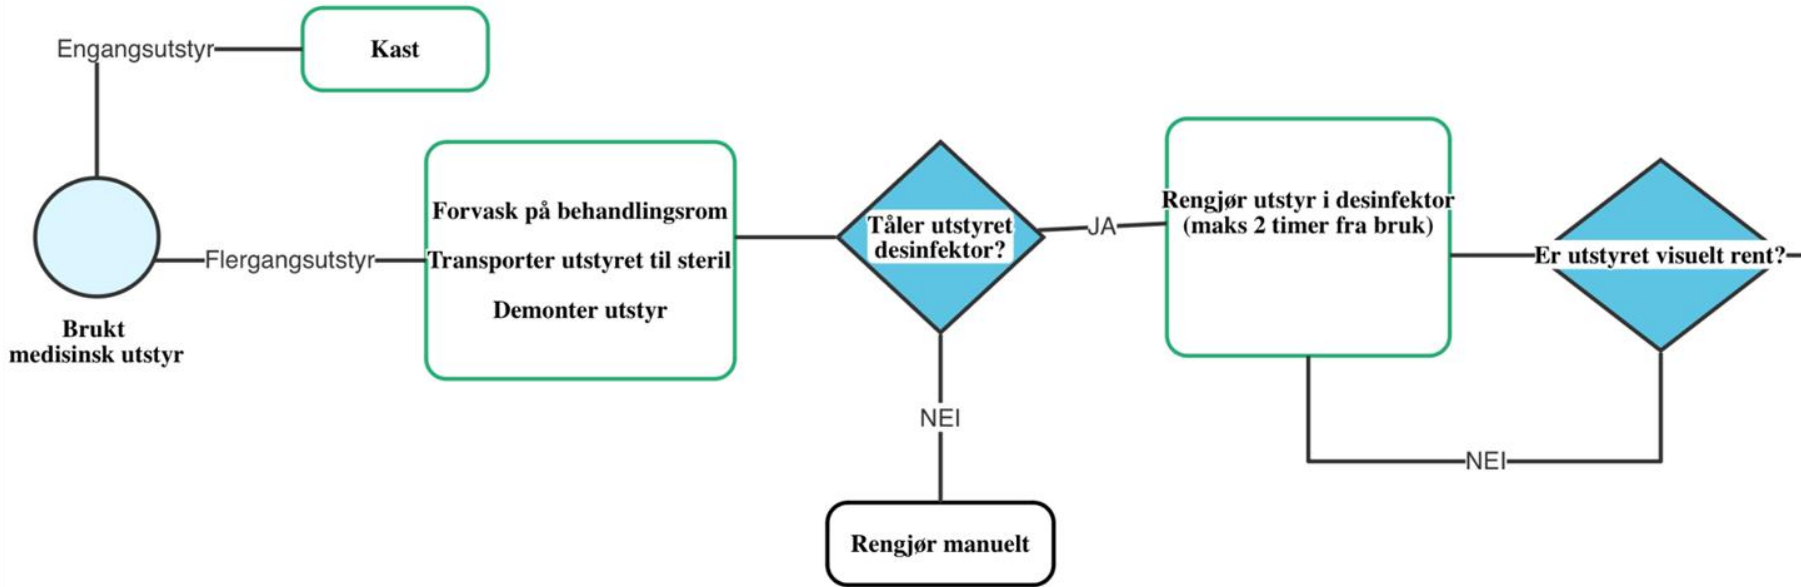 Engangsutstyr
Kast
Brukt
medisinsk utstyr
Flergangsutstyr
Forvask på behandlingsrom
Transporter utstyret til steril
Demonter utstyr
Tåler utstyret
desinfektor?
NEI
Rengjør manuelt
JA
Rengjør utstyr i desinfektor
(maks 2 timer fra bruk)
Er utstyret visuelt rent?
NEI